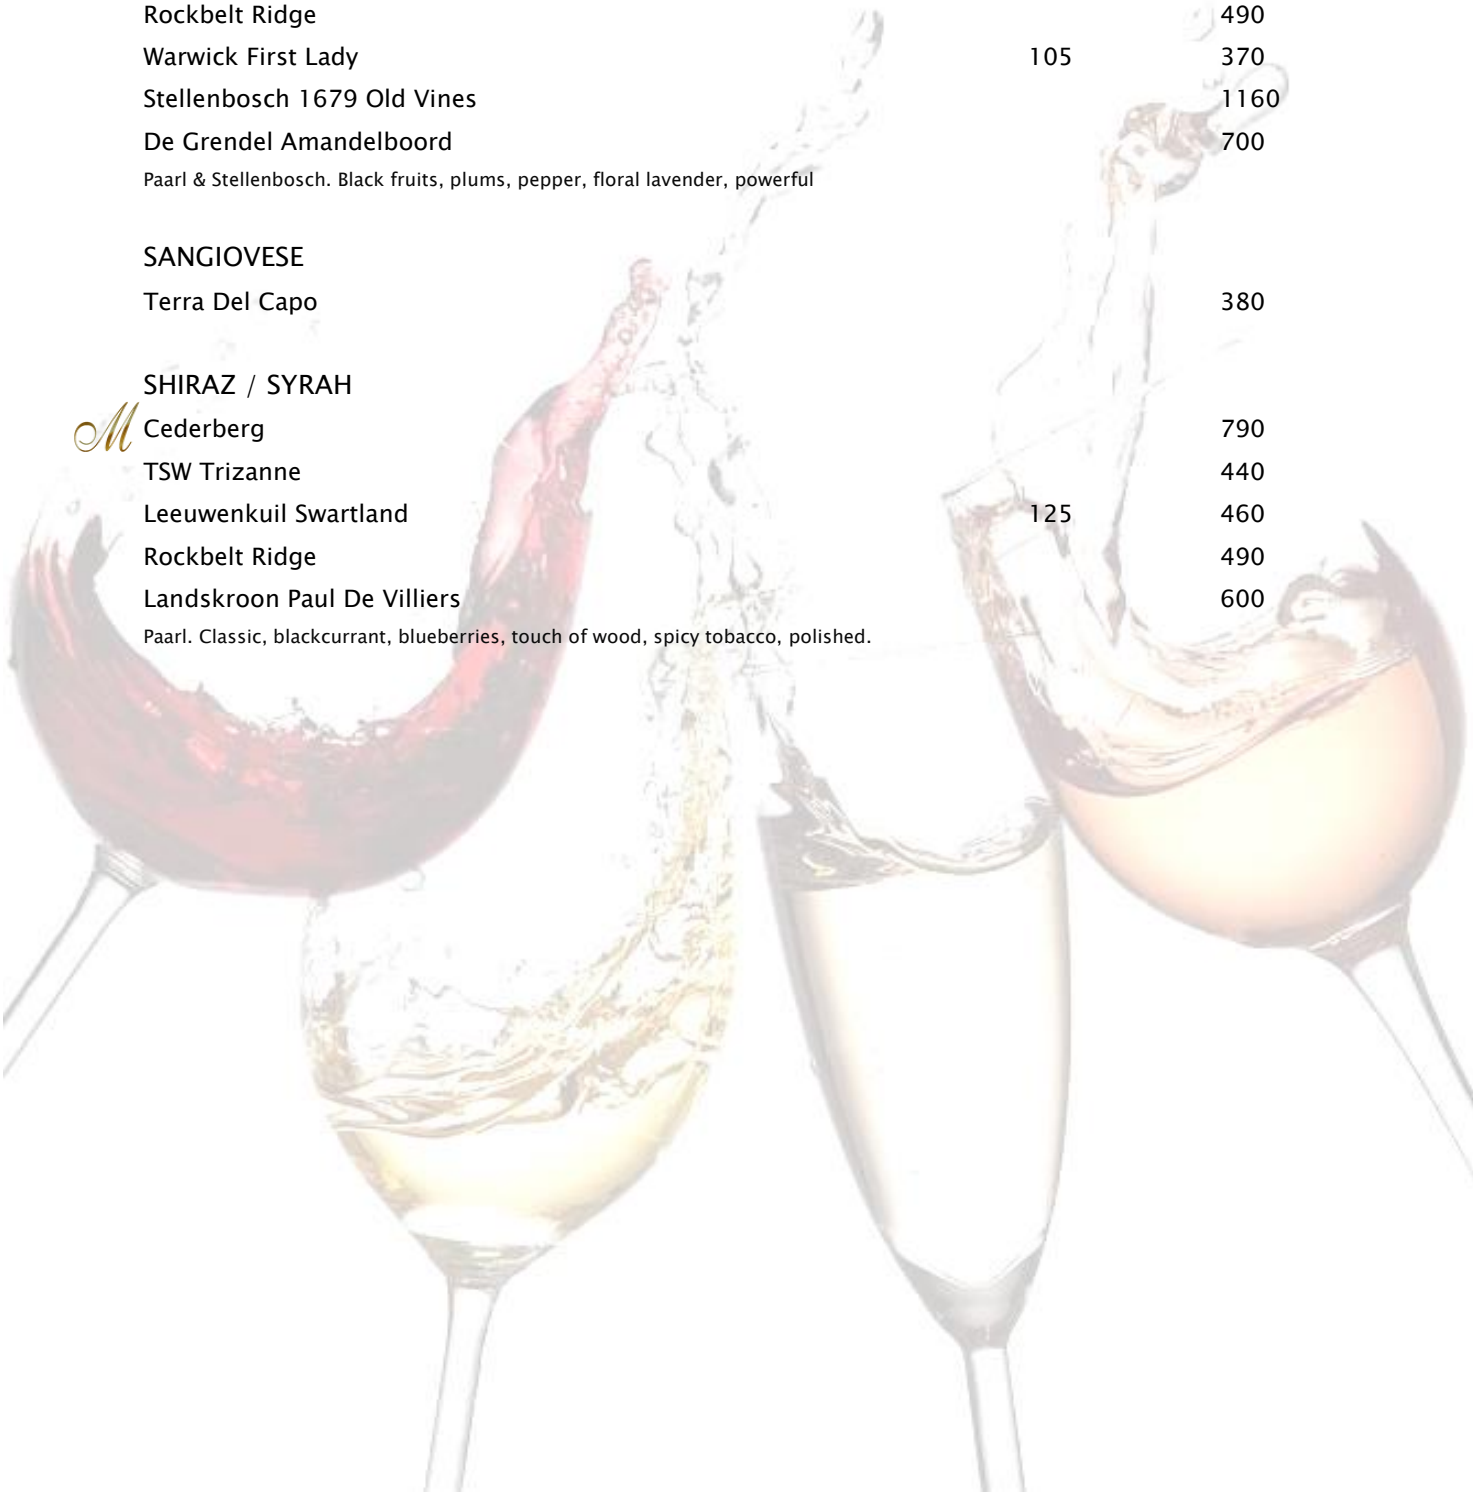 Rockbelt Ridge 490
Warwick First Lady 105 370
Stellenbosch 1679 Old Vines 1160
De Grendel Amandelboord 700
Paarl & Stellenbosch. Black fruits, plums, pepper, floral lavender, powerful
SANGIOVESE
Terra Del Capo 380
SHIRAZ / SYRAH
M Cederberg 790
TSW Trizanne 440
Leeuwenkuil Swartland 125 460
Rockbelt Ridge 490
Landskroon Paul De Villiers 600
Paarl. Classic, blackcurrant, blueberries, touch of wood, spicy tobacco, polished.